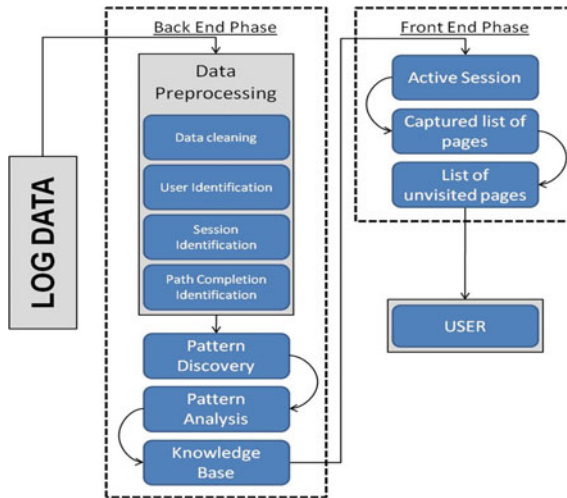 LOG DATA
Back End Phase
Data
Preprocessing
Data cleaning
User Identification
Session
Identification
Path Completion
Identification
Pattern
Discovery
Pattern
Analysis
Knowledge
Base
Front End Phase
Active Session
Captured list of
pages
List of
unvisited pages
USER